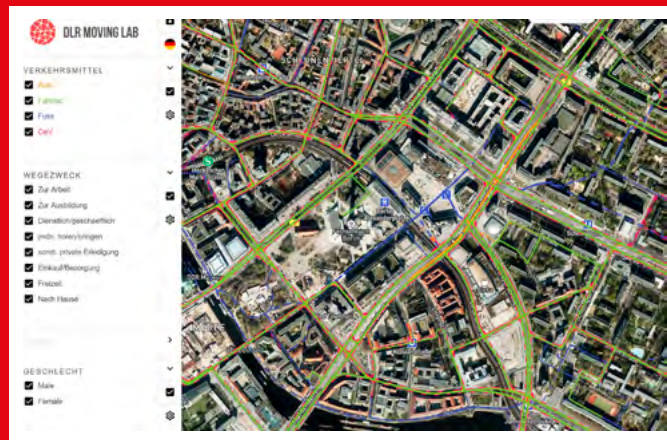 DLR MOVING LAB
VERKEHRSMITTEL
Auto
Fahrrad
Fuss
OeV
WEGEZWECK
Zur Arbeit
Zur Ausbildung
Dienstlich/geschaeftlich
jmdn. holen/bringen
sonst. private Erledigung
Einkauf/Besorgung
Freizeit
Nach Hause
GESCHLECHT
Male
Female